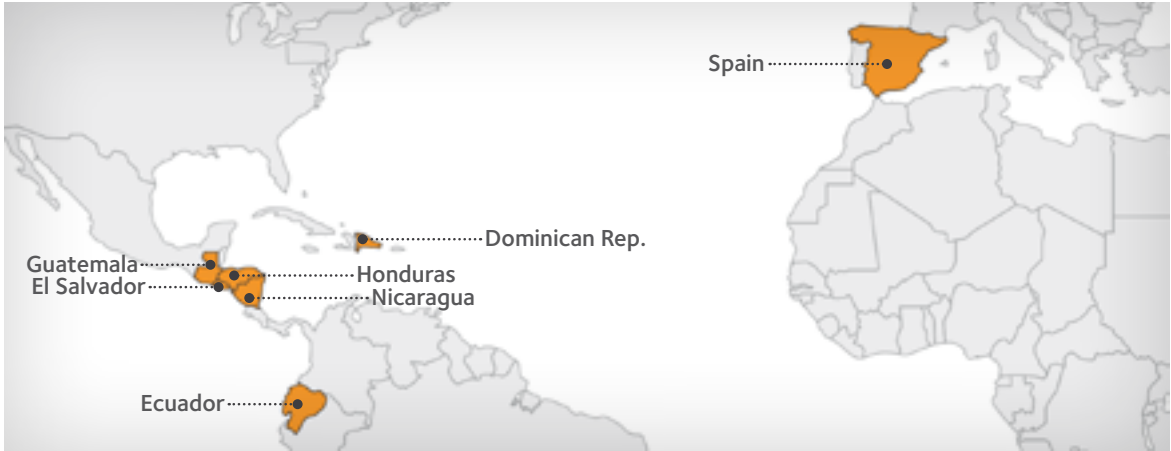 Spain
Dominican Rep.
Guatemala
Honduras
El Salvador
Nicaragua
Ecuador